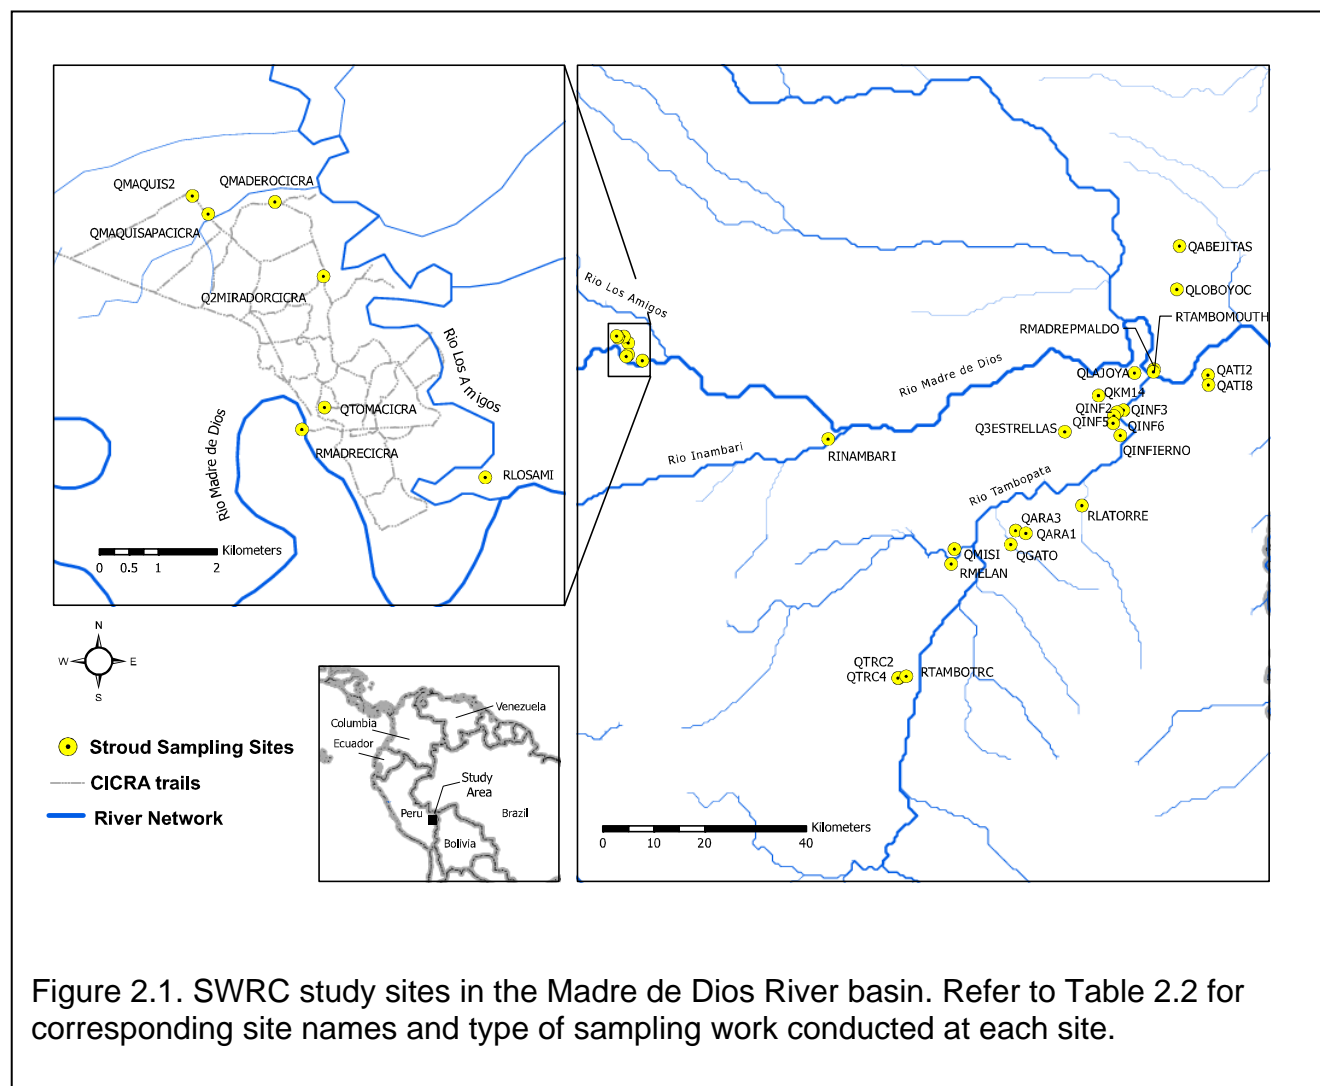 QMAQUIS2
QMADEROCICRA
QMAQUISAPACICRA
Q2MIRADORCICRA
Rio Los Amigos
QTOMACICRA
Rio Madre de Dios
RMADRECICRA
RLOSAMI
Kilometers
0 0.5 1 2
Rio Los Amigos
QABEJITAS
QLOBOYOC
RTAMBOMOUTH
RMADREPMALDO
Rio Madre de Dios
QLAJOYA
QATI2
QATI8
QKM14
QINF2
QINF3
QINF5
QINF6
Q3ESTRELLAS
QINFIERNO
RINAMBARI
Rio Inambari
Rio Tambopata
RLATORRE
QARA3
QARA1
QGATO
QMISI
RMELAN
QTRC2
QTRC4
RTAMBOTRC
Kilometers
0 10 20 40
N
W E
S
Stroud Sampling Sites
CICRA trails
River Network
Venezuela
Columbia
Ecuador
Study
Area
Peru
Brazil
Bolivia
Figure 2.1. SWRC study sites in the Madre de Dios River basin. Refer to Table 2.2 for
corresponding site names and type of sampling work conducted at each site.